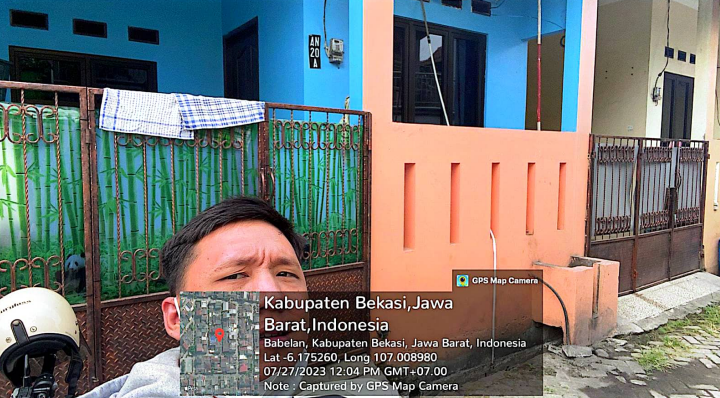 AN
20
A
GPS Map Camera
Kabupaten Bekasi,Jawa
Barat,Indonesia
Babelan, Kabupaten Bekasi, Jawa Barat, Indonesia
Lat -6.175260, Long 107.008980
07/27/2023 12:04 PM GMT+07.00
Note : Captured by GPS Map Camera